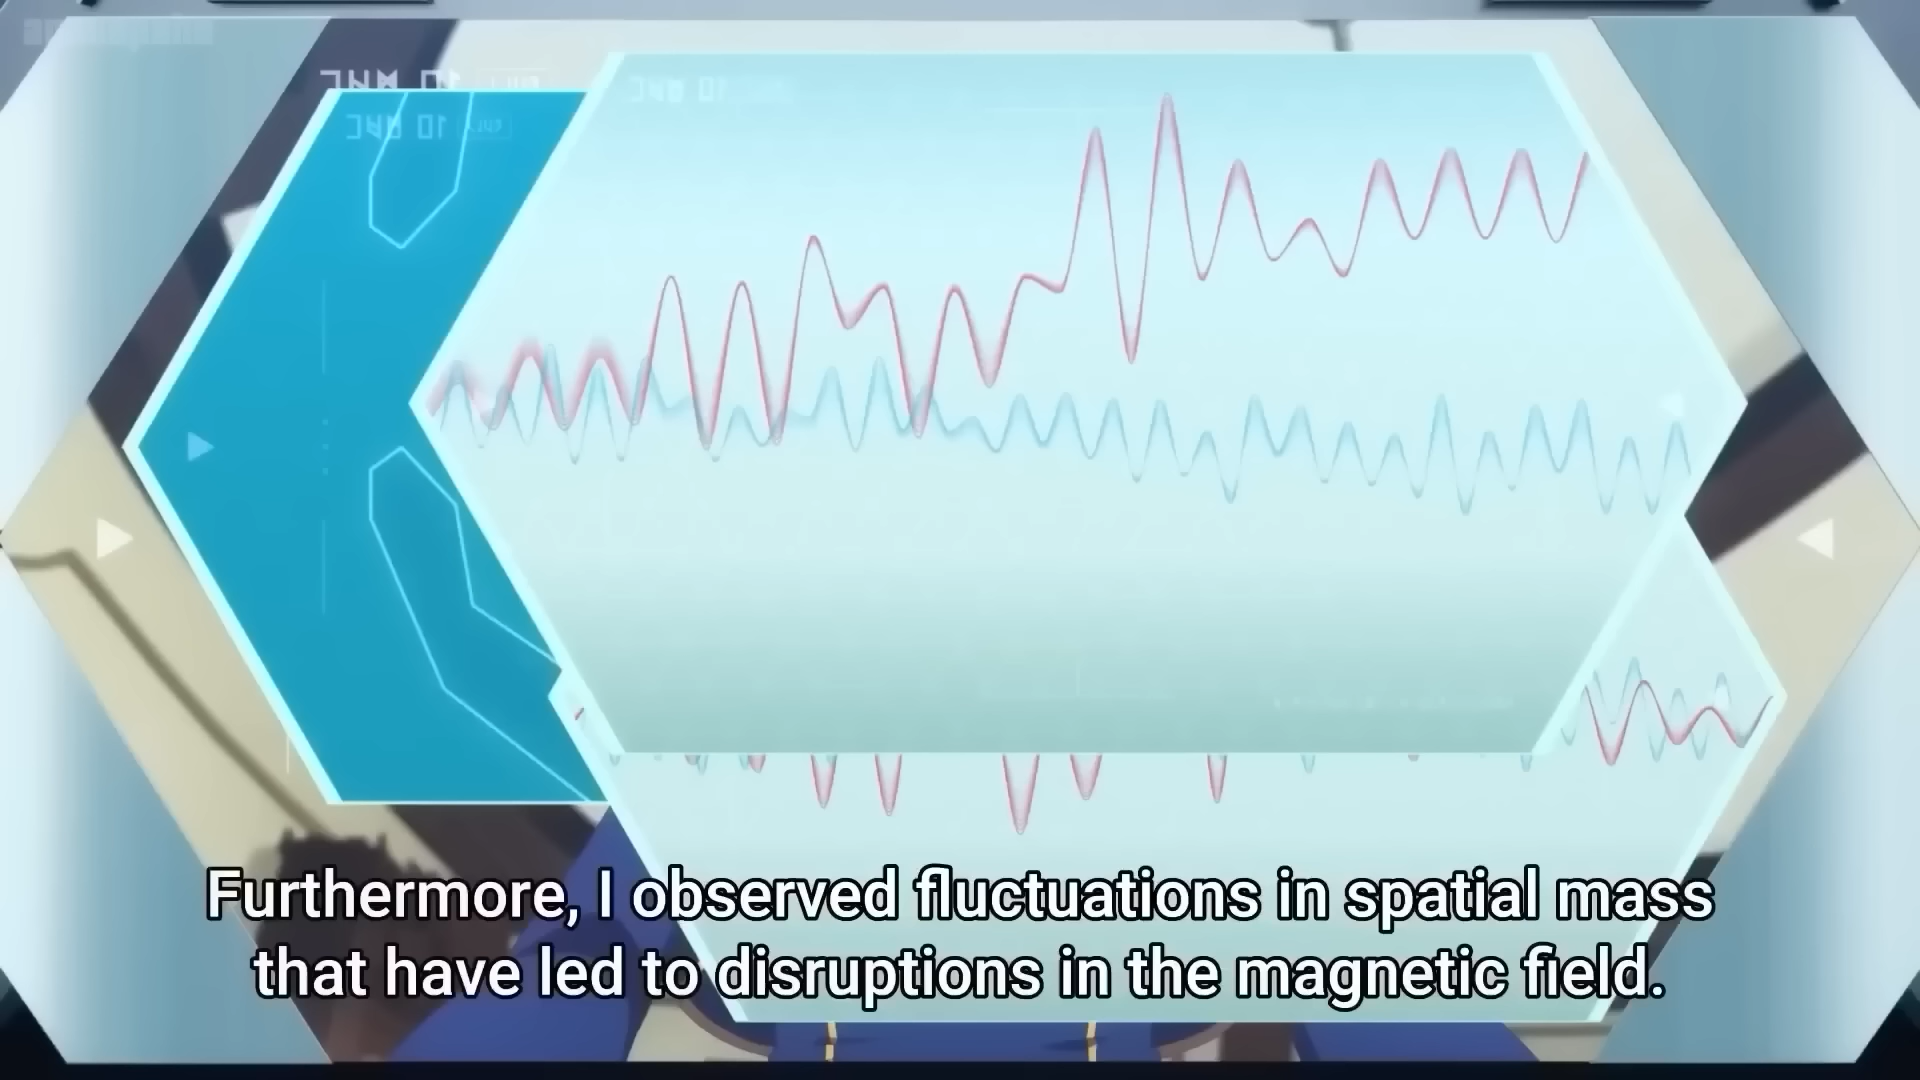 Furthermore, I observed fluctuations in spatial mass
that have led to disruptions in the magnetic field.